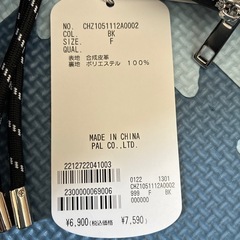 NO. CHZ1051112A0002
COL. BK
SIZE. F
QUAL.
表地 合成皮革
裏地 ポリエステル 100%
MADE IN CHINA
PAL CO.,LTD.
2212722041003
2300000069006
0122 1301
CHZ1051112A0002
999 F BK
000000
¥6,900(税込価格 ¥7,590)